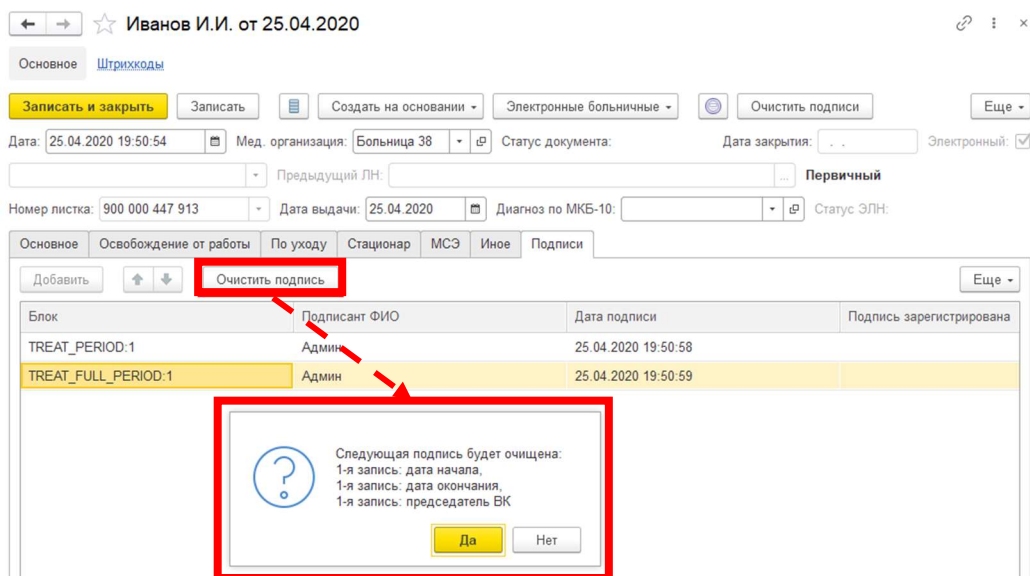 Иванов И.И. от 25.04.2020
Основное Штрихкоды
Записать и закрыть Записать Создать на основании Электронные больничные Очистить подписи Еще
Дата: 25.04.2020 19:50:54 Мед. организация: Больница 38 Статус документа: Дата закрытия: . . Электронный:
Предыдущий ЛН: ... Первичный
Номер листка: 900 000 447 913 Дата выдачи: 25.04.2020 Диагноз по МКБ-10: Статус ЭЛН:
Основное Освобождение от работы По уходу Стационар МСЭ Иное Подписи
Добавить Очистить подпись Еще
Блок Подписант ФИО Дата подписи Подпись зарегистрирована
TREAT_PERIOD:1 Админ 25.04.2020 19:50:58
TREAT_FULL_PERIOD:1 Админ 25.04.2020 19:50:59
Следующая подпись будет очищена:
1-я запись: дата начала,
1-я запись: дата окончания,
1-я запись: председатель ВК
Да Нет